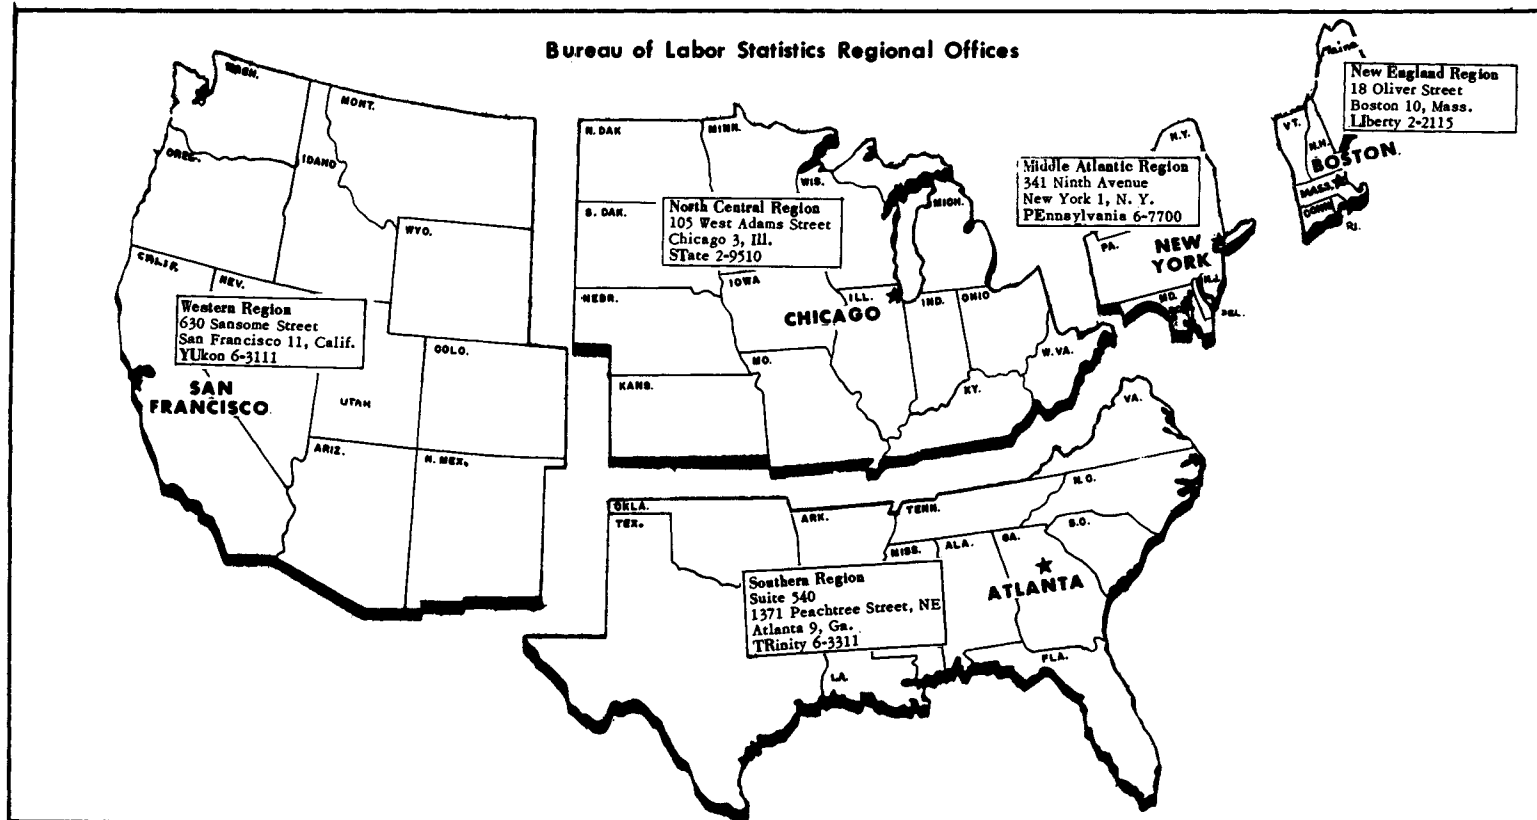 Bureau of Labor Statistics Regional Offices
WASH.
MONT.
OREG.
IDAHO
WYO.
CALIF.
NEV.
Western Region
630 Sansome Street
San Francisco 11, Calif.
YUkon 6-3111
SAN
FRANCISCO
UTAH
COLO.
ARIZ.
N. MEX.
N. DAK
MINN.
WIS.
MICH.
S. DAK.
North Central Region
105 West Adams Street
Chicago 3, Ill.
STate 2-9510
NEBR.
IOWA
ILL.
IND.
OHIO
CHICAGO
KANS.
MO.
KY.
W. VA.
Middle Atlantic Region
341 Ninth Avenue
New York 1, N. Y.
PEnnsylvania 6-7700
N.Y.
PA.
NEW
YORK
N.J.
MD.
DEL.
Maine
New England Region
18 Oliver Street
Boston 10, Mass.
LIberty 2-2115
VT.
N.H.
BOSTON
MASS.
CONN.
R.I.
VA.
N.C.
S.C.
OKLA.
TEX.
ARK.
TENN.
MISS.
ALA.
GA.
ATLANTA
Southern Region
Suite 540
1371 Peachtree Street, NE
Atlanta 9, Ga.
TRinity 6-3311
LA.
FLA.